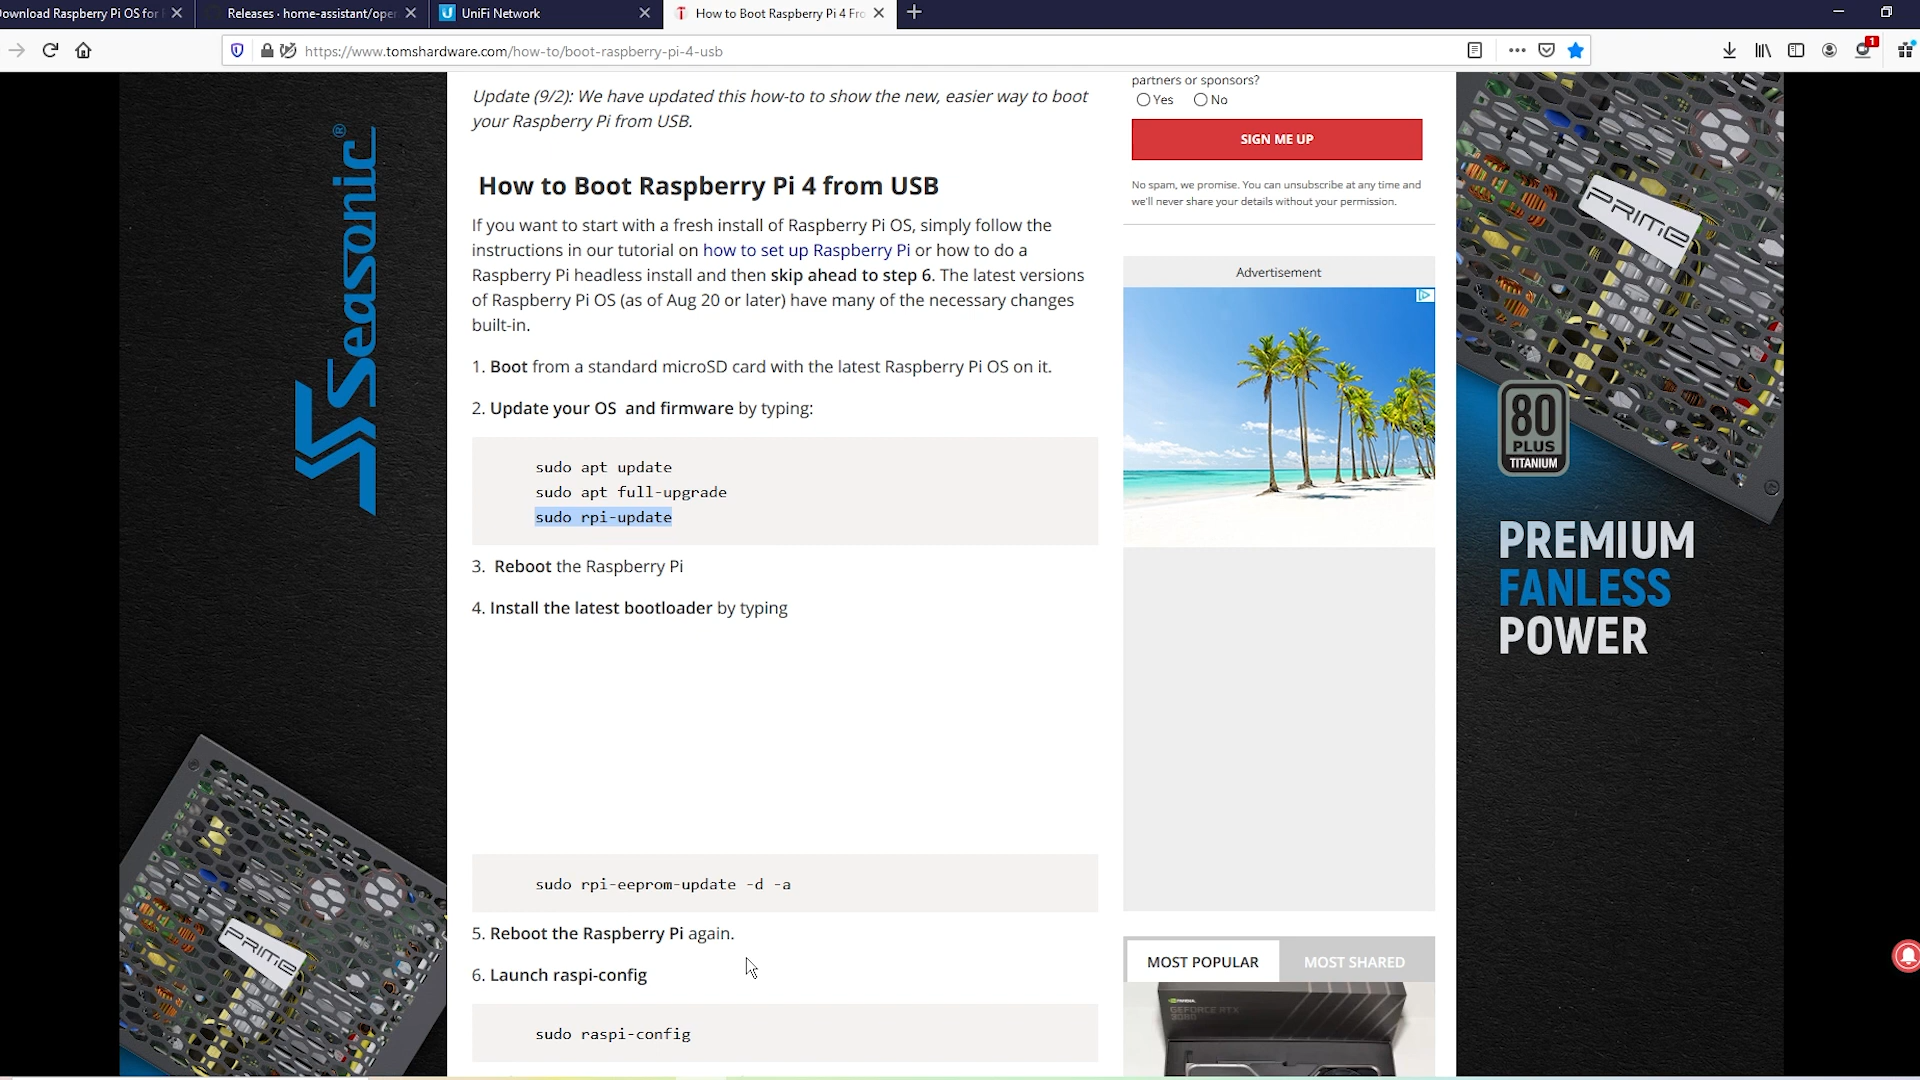 Download Raspberry Pi OS for
Releases · home-assistant/oper
UniFi Network
How to Boot Raspberry Pi 4 Fro
https://www.tomshardware.com/how-to/boot-raspberry-pi-4-usb
1
Seasonic®
PRIME
Update (9/2): We have updated this how-to to show the new, easier way to boot
your Raspberry Pi from USB.
How to Boot Raspberry Pi 4 from USB
If you want to start with a fresh install of Raspberry Pi OS, simply follow the
instructions in our tutorial on how to set up Raspberry Pi or how to do a
Raspberry Pi headless install and then skip ahead to step 6. The latest versions
of Raspberry Pi OS (as of Aug 20 or later) have many of the necessary changes
built-in.
1. Boot from a standard microSD card with the latest Raspberry Pi OS on it.
2. Update your OS and firmware by typing:
sudo apt update
sudo apt full-upgrade
sudo rpi-update
3. Reboot the Raspberry Pi
4. Install the latest bootloader by typing
sudo rpi-eeprom-update -d -a
5. Reboot the Raspberry Pi again.
6. Launch raspi-config
sudo raspi-config
partners or sponsors?
Yes No
SIGN ME UP
No spam, we promise. You can unsubscribe at any time and
we'll never share your details without your permission.
Advertisement
MOST POPULAR
MOST SHARED
NVIDIA
GEFORCE RTX
3080
PRIME
80
PLUS
TITANIUM
PREMIUM
FANLESS
POWER